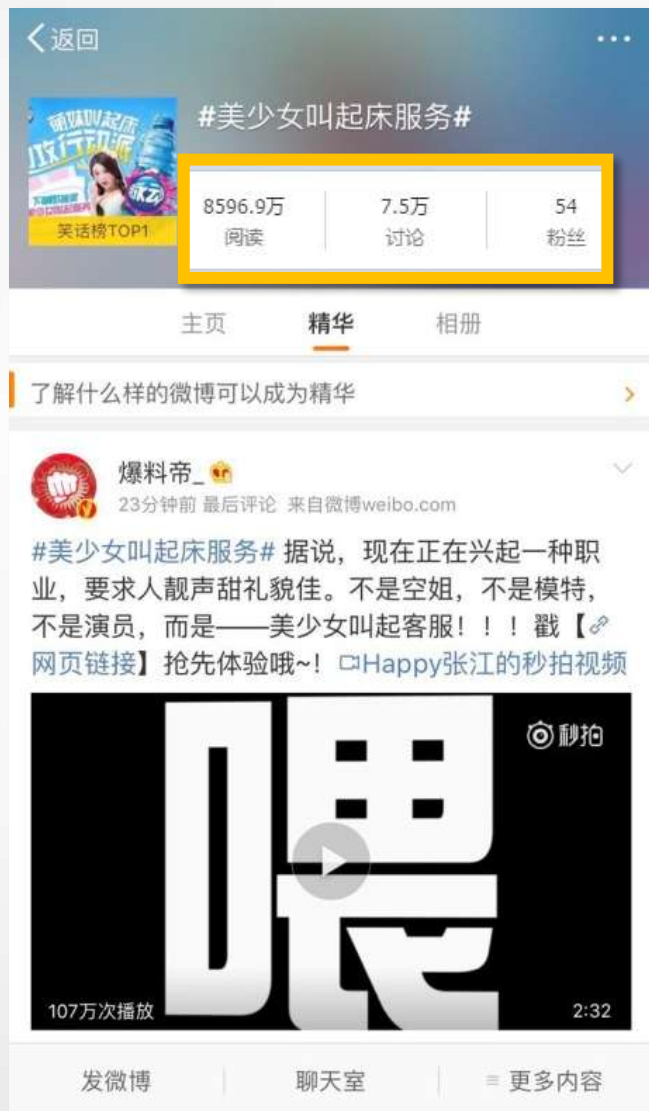 返回
#美少女叫起床服务#
萌妹叫起床
笑话榜TOP1
8596.9万 7.5万 54
阅读 讨论 粉丝
主页 精华 相册
了解什么样的微博可以成为精华
爆料帝_
23分钟前 最后评论 来自微博weibo.com
#美少女叫起床服务# 据说，现在正在兴起一种职
业，要求人靓声甜礼貌佳。不是空姐，不是模特，
不是演员，而是——美少女叫起客服！！！戳【
网页链接】抢先体验哦~！Happy张江的秒拍视频
秒拍
喂
107万次播放 2:32
发微博 聊天室 更多内容